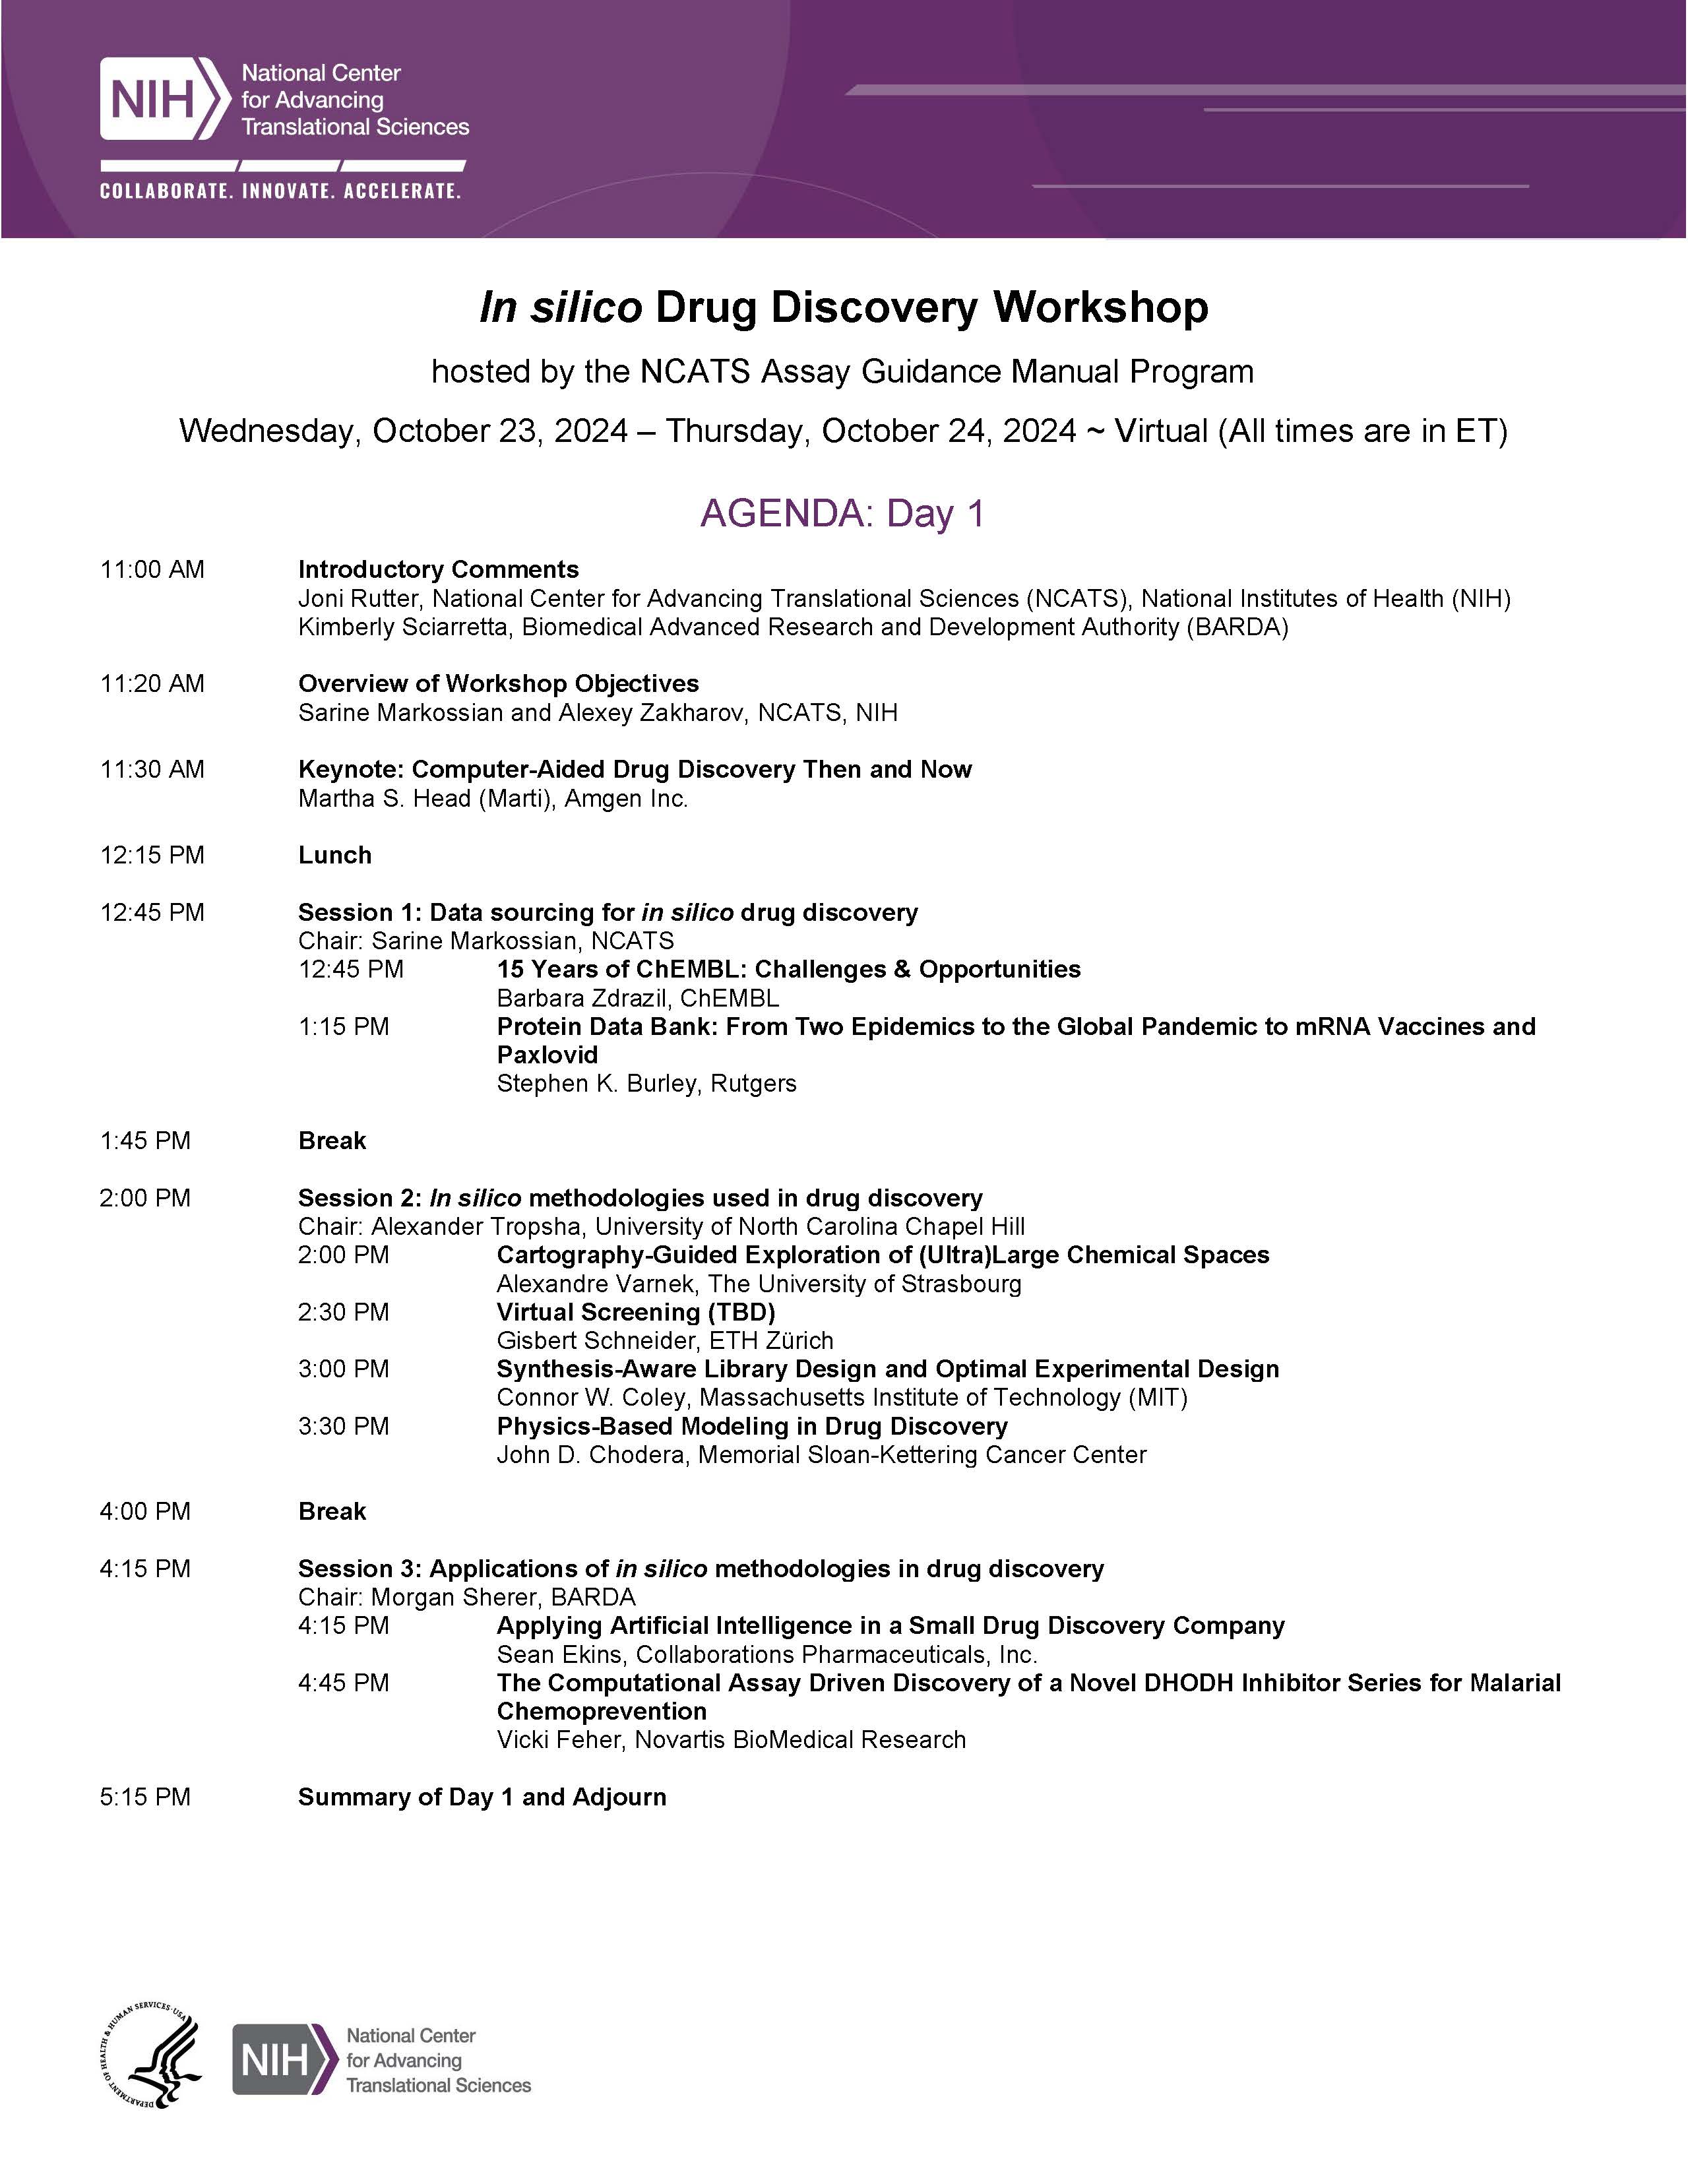 NIH
National Center
for Advancing
Translational Sciences
COLLABORATE. INNOVATE. ACCELERATE.
In silico Drug Discovery Workshop
hosted by the NCATS Assay Guidance Manual Program
Wednesday, October 23, 2024 – Thursday, October 24, 2024 ~ Virtual (All times are in ET)
AGENDA: Day 1
11:00 AM Introductory Comments
Joni Rutter, National Center for Advancing Translational Sciences (NCATS), National Institutes of Health (NIH)
Kimberly Sciarretta, Biomedical Advanced Research and Development Authority (BARDA)
11:20 AM Overview of Workshop Objectives
Sarine Markossian and Alexey Zakharov, NCATS, NIH
11:30 AM Keynote: Computer-Aided Drug Discovery Then and Now
Martha S. Head (Marti), Amgen Inc.
12:15 PM Lunch
12:45 PM Session 1: Data sourcing for in silico drug discovery
Chair: Sarine Markossian, NCATS
12:45 PM 15 Years of ChEMBL: Challenges & Opportunities
Barbara Zdrazil, ChEMBL
1:15 PM Protein Data Bank: From Two Epidemics to the Global Pandemic to mRNA Vaccines and
Paxlovid
Stephen K. Burley, Rutgers
1:45 PM Break
2:00 PM Session 2: In silico methodologies used in drug discovery
Chair: Alexander Tropsha, University of North Carolina Chapel Hill
2:00 PM Cartography-Guided Exploration of (Ultra)Large Chemical Spaces
Alexandre Varnek, The University of Strasbourg
2:30 PM Virtual Screening (TBD)
Gisbert Schneider, ETH Zürich
3:00 PM Synthesis-Aware Library Design and Optimal Experimental Design
Connor W. Coley, Massachusetts Institute of Technology (MIT)
3:30 PM Physics-Based Modeling in Drug Discovery
John D. Chodera, Memorial Sloan-Kettering Cancer Center
4:00 PM Break
4:15 PM Session 3: Applications of in silico methodologies in drug discovery
Chair: Morgan Sherer, BARDA
4:15 PM Applying Artificial Intelligence in a Small Drug Discovery Company
Sean Ekins, Collaborations Pharmaceuticals, Inc.
4:45 PM The Computational Assay Driven Discovery of a Novel DHODH Inhibitor Series for Malarial
Chemoprevention
Vicki Feher, Novartis BioMedical Research
5:15 PM Summary of Day 1 and Adjourn
DEPARTMENT OF HEALTH & HUMAN SERVICES·USA
NIH
National Center
for Advancing
Translational Sciences